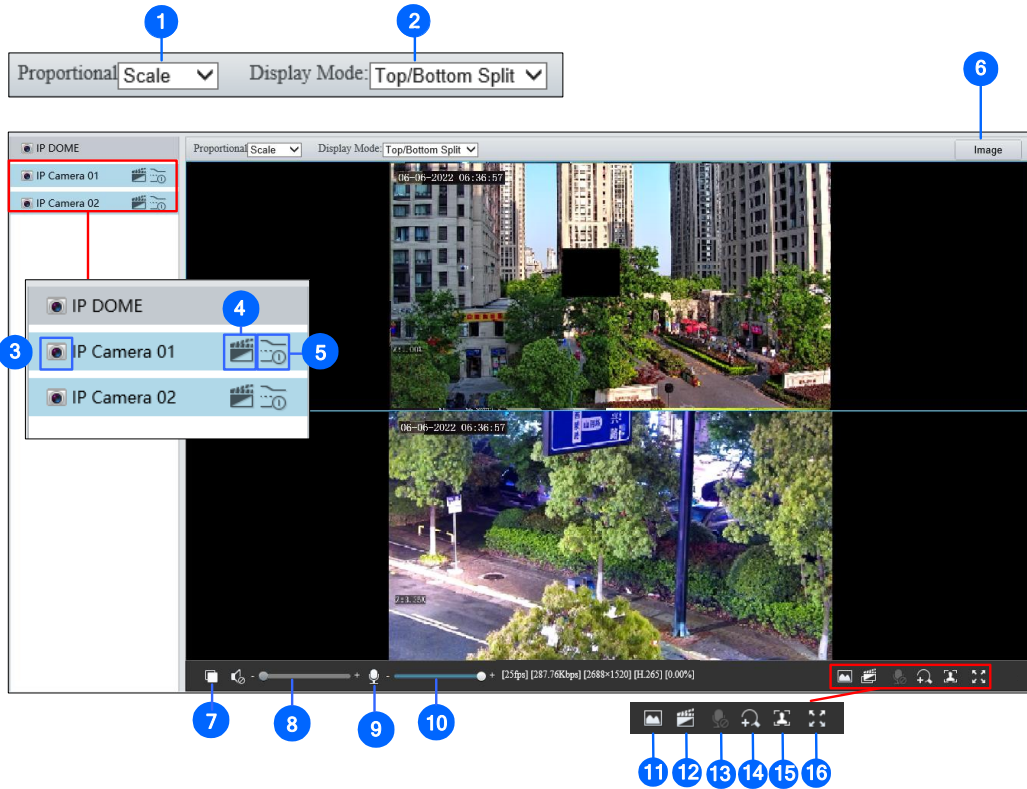 1
2
Proportional Scale
Display Mode: Top/Bottom Split
6
IP DOME
Proportional Scale
Display Mode: Top/Bottom Split
Image
IP Camera 01
IP Camera 02
06-06-2022 06:36:57
IP DOME
4
3
IP Camera 01
5
IP Camera 02
06-06-2022 06:36:57
- +
- +
[25fps] [287.76Kbps] [2688×1520] [H.265] [0.00%]
7
8
9
10
11
12
13
14
15
16